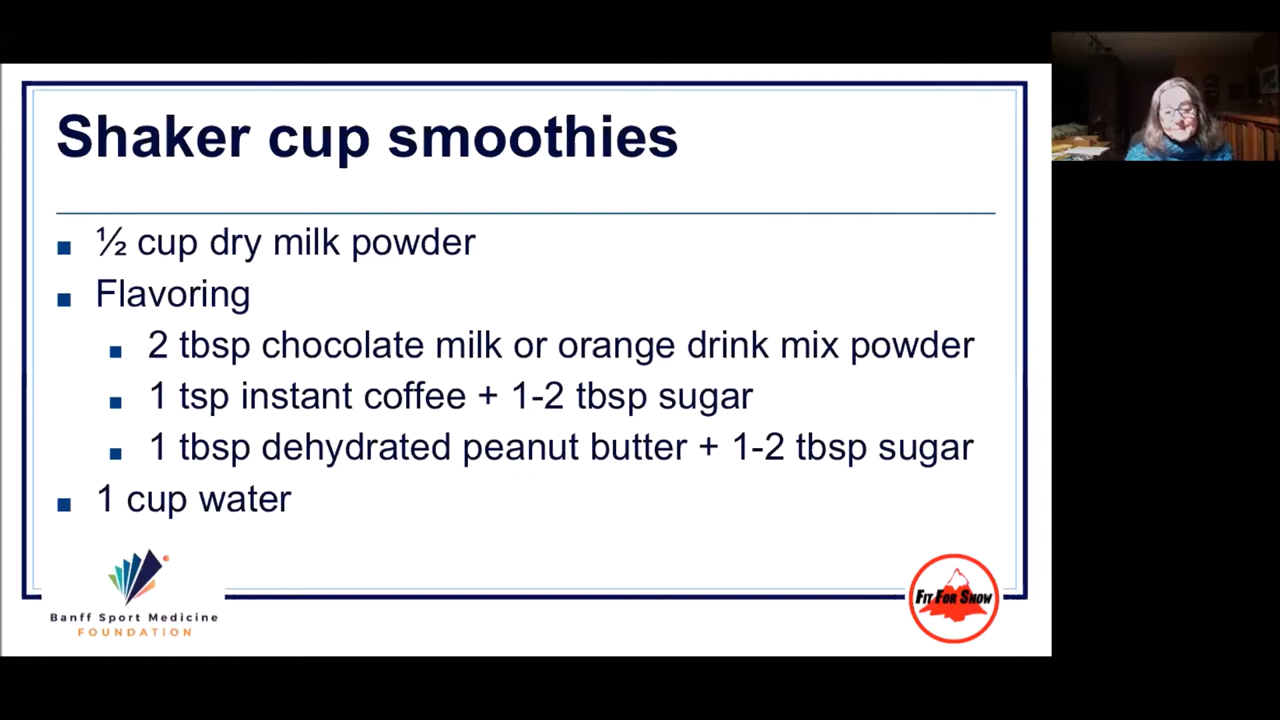 Shaker cup smoothies
½ cup dry milk powder
Flavoring
2 tbsp chocolate milk or orange drink mix powder
1 tsp instant coffee + 1-2 tbsp sugar
1 tbsp dehydrated peanut butter + 1-2 tbsp sugar
1 cup water
Banff Sport Medicine
FOUNDATION
FIT FOR SNOW